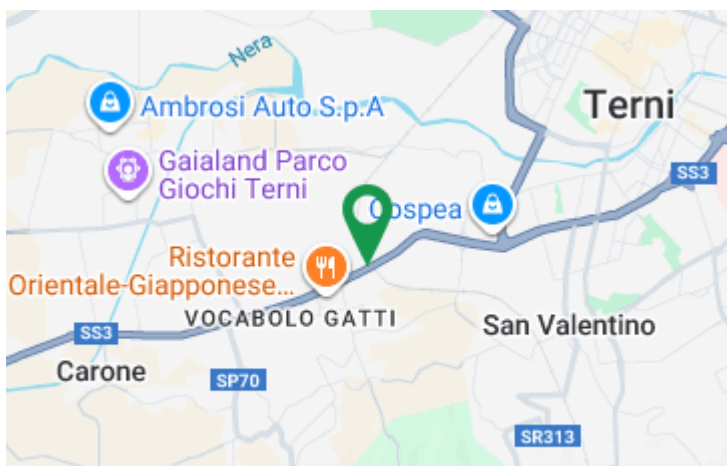 Nera
Ambrosi Auto S.p.A
Terni
Gaialand Parco
Giochi Terni
SS3
Cospea
Ristorante
Orientale-Giapponese...
VOCABOLO GATTI
San Valentino
SS3
Carone
SP70
SR313